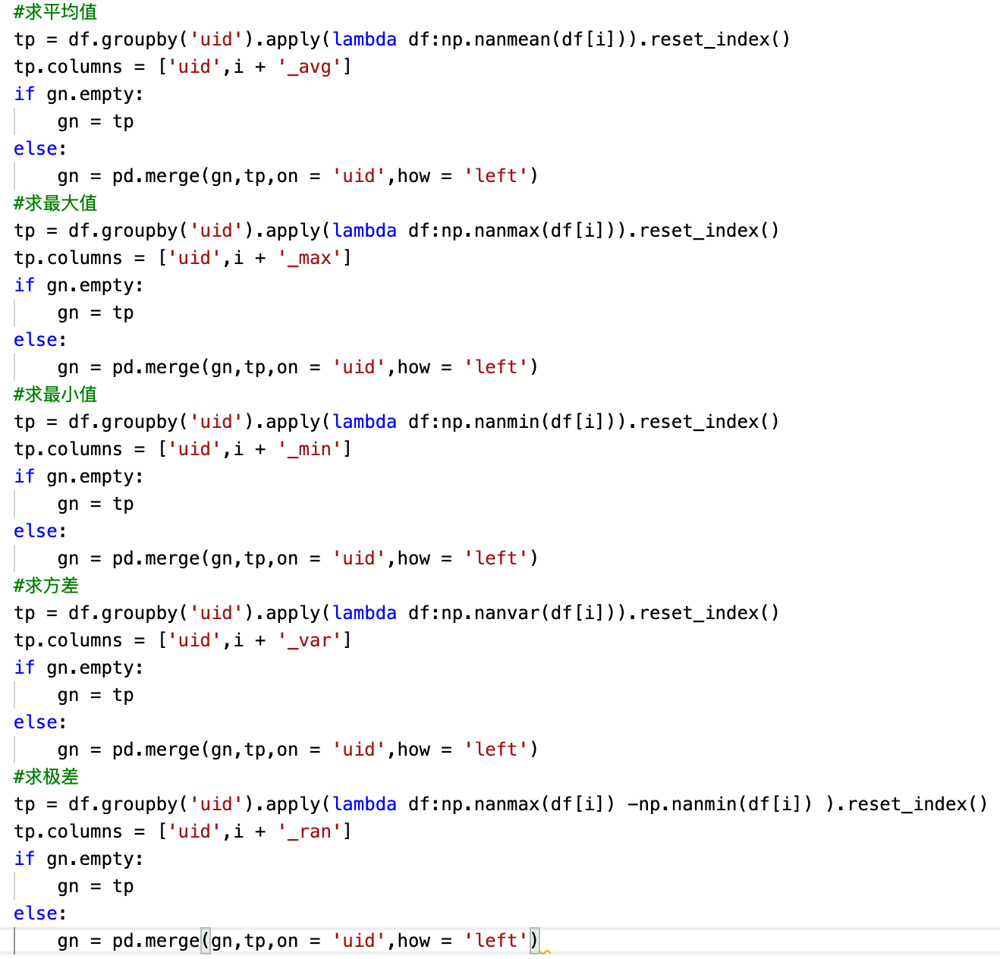 #求平均值
tp = df.groupby('uid').apply(lambda df:np.nanmean(df[i])).reset_index()
tp.columns = ['uid',i + '_avg']
if gn.empty:
    gn = tp
else:
    gn = pd.merge(gn,tp,on = 'uid',how = 'left')
#求最大值
tp = df.groupby('uid').apply(lambda df:np.nanmax(df[i])).reset_index()
tp.columns = ['uid',i + '_max']
if gn.empty:
    gn = tp
else:
    gn = pd.merge(gn,tp,on = 'uid',how = 'left')
#求最小值
tp = df.groupby('uid').apply(lambda df:np.nanmin(df[i])).reset_index()
tp.columns = ['uid',i + '_min']
if gn.empty:
    gn = tp
else:
    gn = pd.merge(gn,tp,on = 'uid',how = 'left')
#求方差
tp = df.groupby('uid').apply(lambda df:np.nanvar(df[i])).reset_index()
tp.columns = ['uid',i + '_var']
if gn.empty:
    gn = tp
else:
    gn = pd.merge(gn,tp,on = 'uid',how = 'left')
#求极差
tp = df.groupby('uid').apply(lambda df:np.nanmax(df[i]) -np.nanmin(df[i]) ).reset_index()
tp.columns = ['uid',i + '_ran']
if gn.empty:
    gn = tp
else:
    gn = pd.merge(gn,tp,on = 'uid',how = 'left')